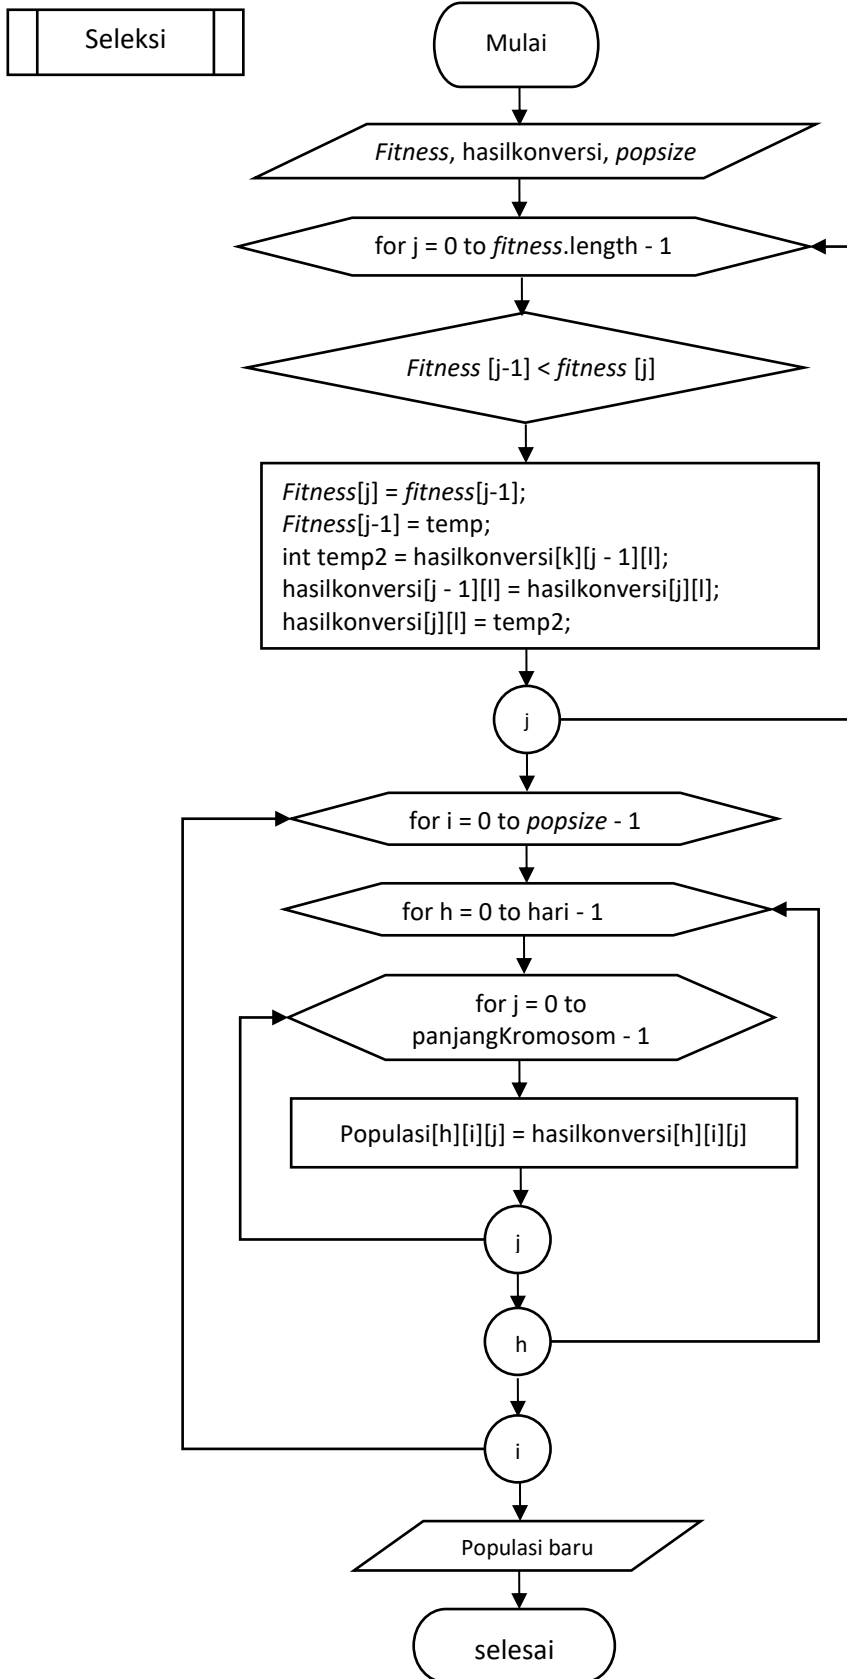 Seleksi
Mulai
Fitness, hasilkonversi, popsize
for j = 0 to fitness.length - 1
Fitness [j-1] < fitness [j]
Fitness[j] = fitness[j-1];
Fitness[j-1] = temp;
int temp2 = hasilkonversi[k][j - 1][l];
hasilkonversi[j - 1][l] = hasilkonversi[j][l];
hasilkonversi[j][l] = temp2;
j
for i = 0 to popsize - 1
for h = 0 to hari - 1
for j = 0 to
panjangKromosom - 1
Populasi[h][i][j] = hasilkonversi[h][i][j]
j
h
i
Populasi baru
selesai